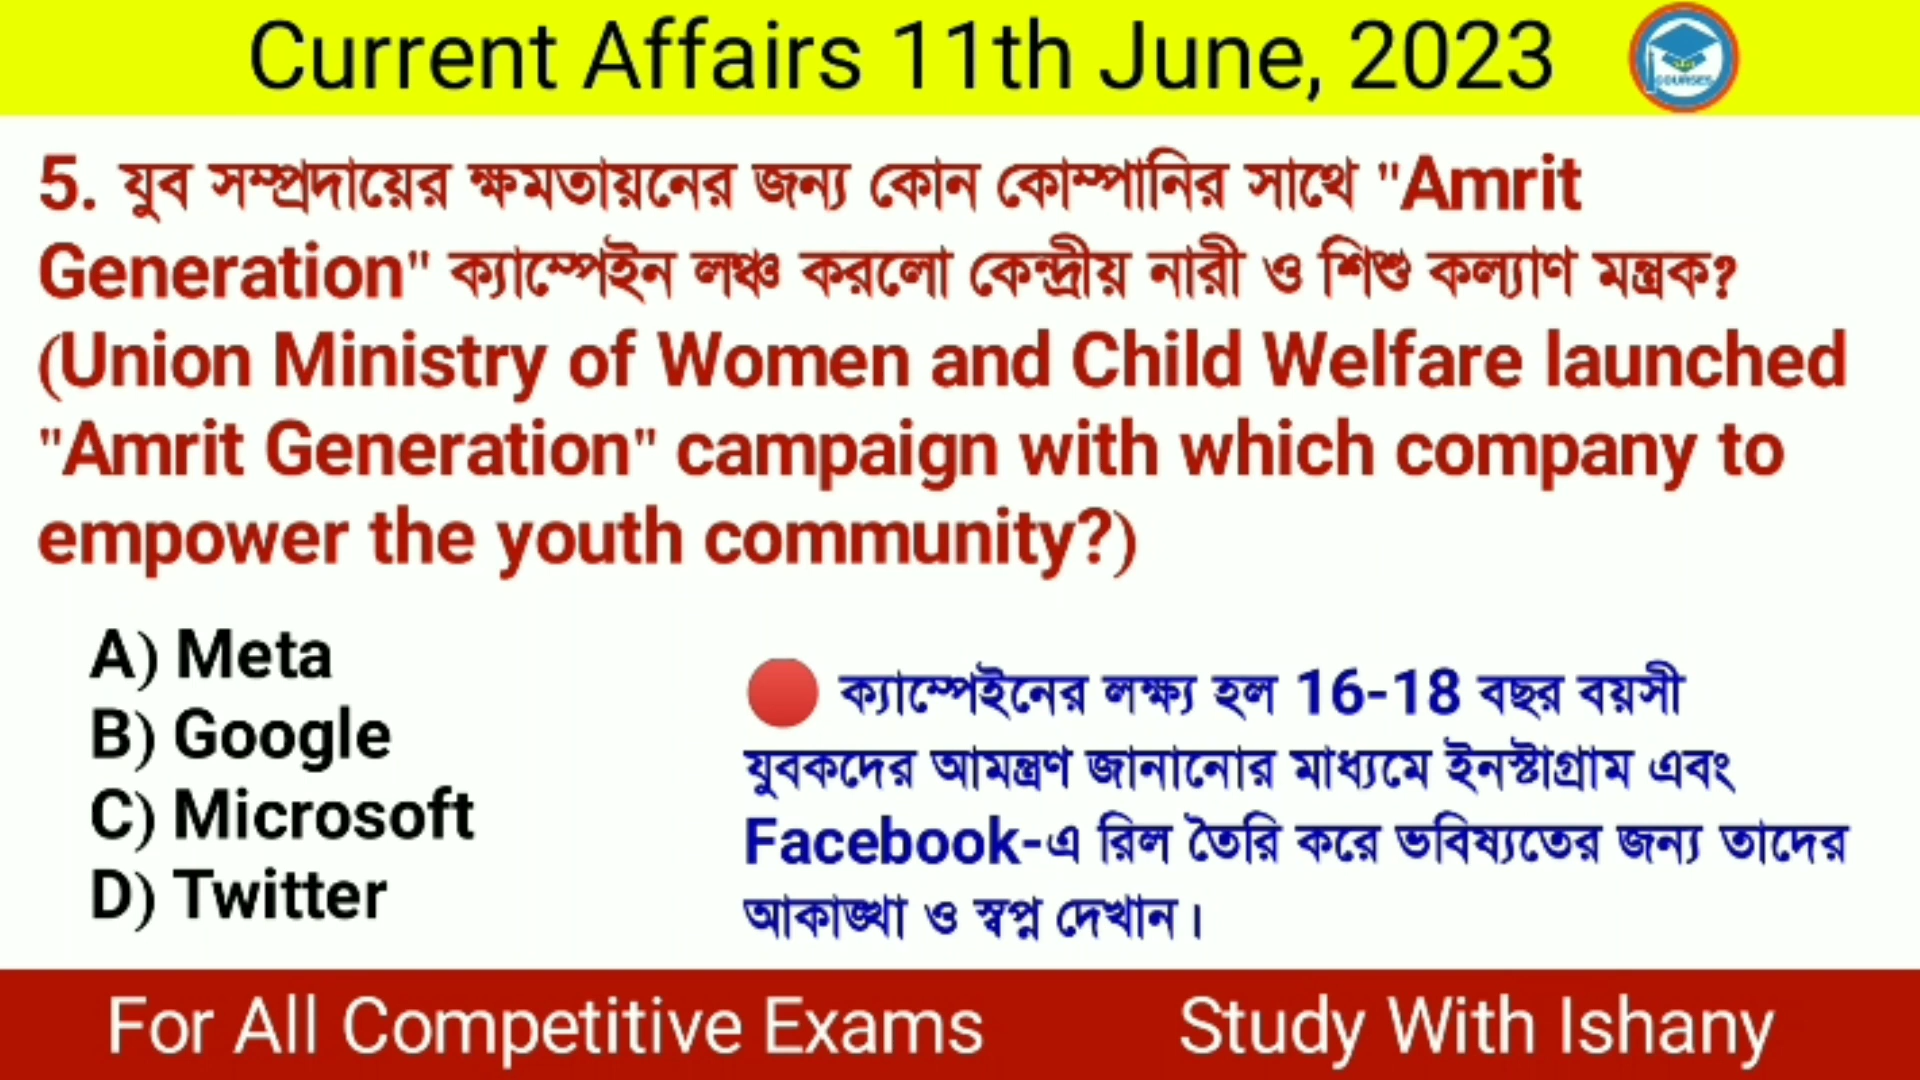 Current Affairs 11th June, 2023
COURSES
5. যুব সম্প্রদায়ের ক্ষমতায়নের জন্য কোন কোম্পানির সাথে "Amrit
Generation" ক্যাম্পেইন লঞ্চ করলো কেন্দ্রীয় নারী ও শিশু কল্যাণ মন্ত্রক?
(Union Ministry of Women and Child Welfare launched
"Amrit Generation" campaign with which company to
empower the youth community?)
A) Meta
B) Google
C) Microsoft
D) Twitter
ক্যাম্পেইনের লক্ষ্য হল 16-18 বছর বয়সী
যুবকদের আমন্ত্রণ জানানোর মাধ্যমে ইনস্টাগ্রাম এবং
Facebook-এ রিল তৈরি করে ভবিষ্যতের জন্য তাদের
আকাঙ্খা ও স্বপ্ন দেখান।
For All Competitive Exams
Study With Ishany